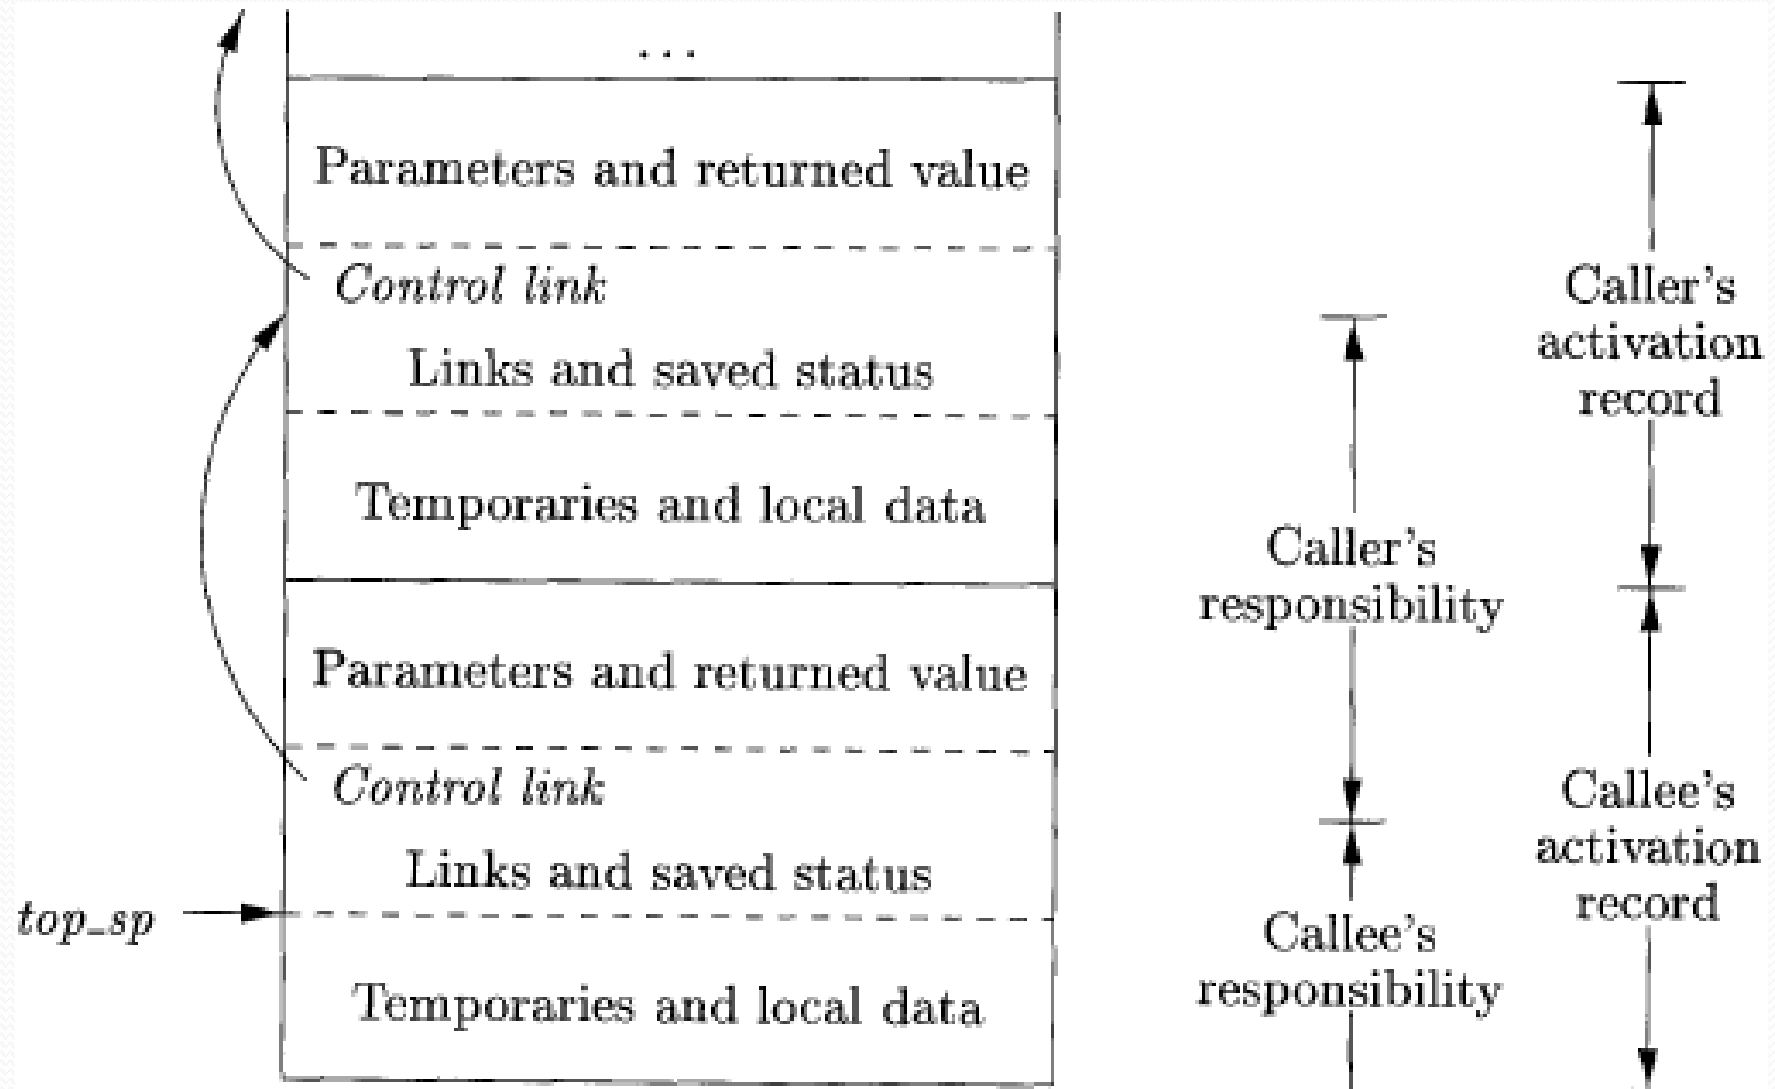 ...
Parameters and returned value
Control link
Links and saved status
Temporaries and local data
Parameters and returned value
Control link
Links and saved status
top_sp
Temporaries and local data
Caller's
responsibility
Callee's
responsibility
Caller's
activation
record
Callee's
activation
record